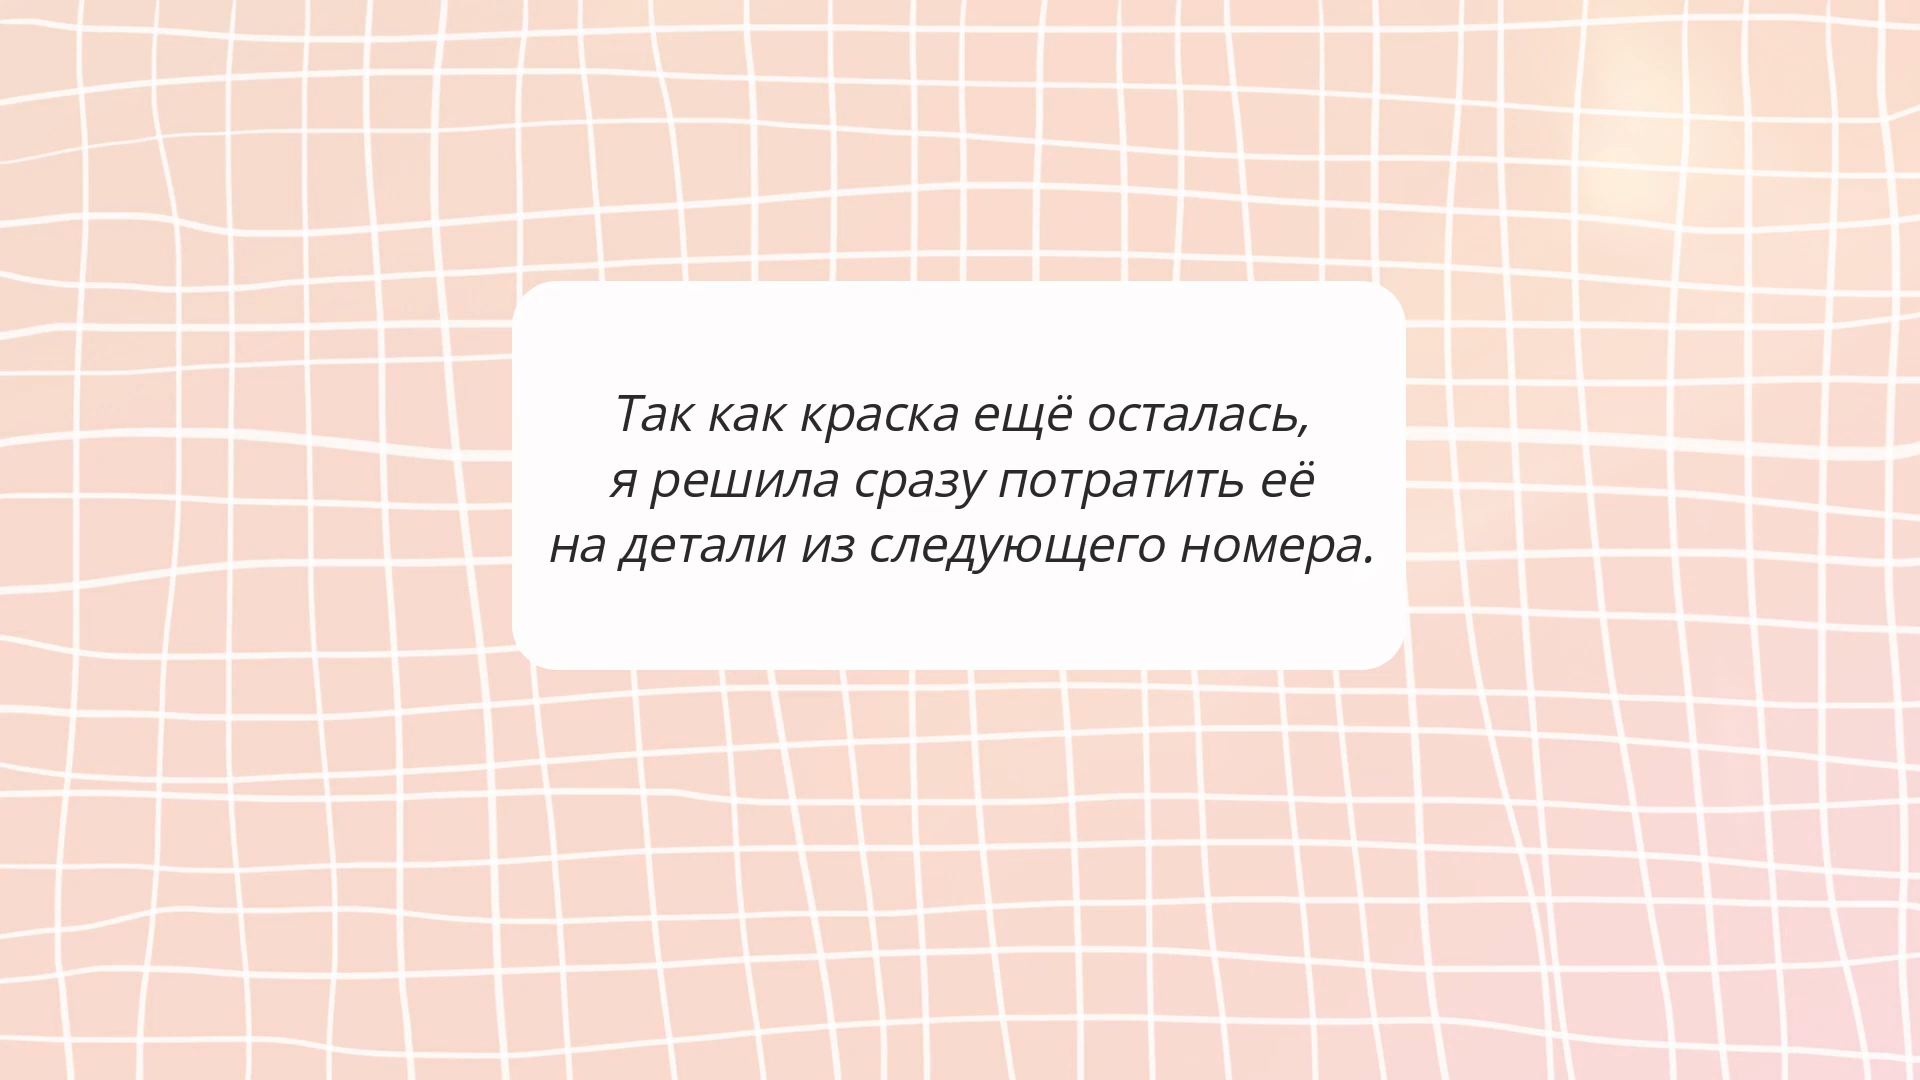 Так как краска ещё осталась,
я решила сразу потратить её
на детали из следующего номера.